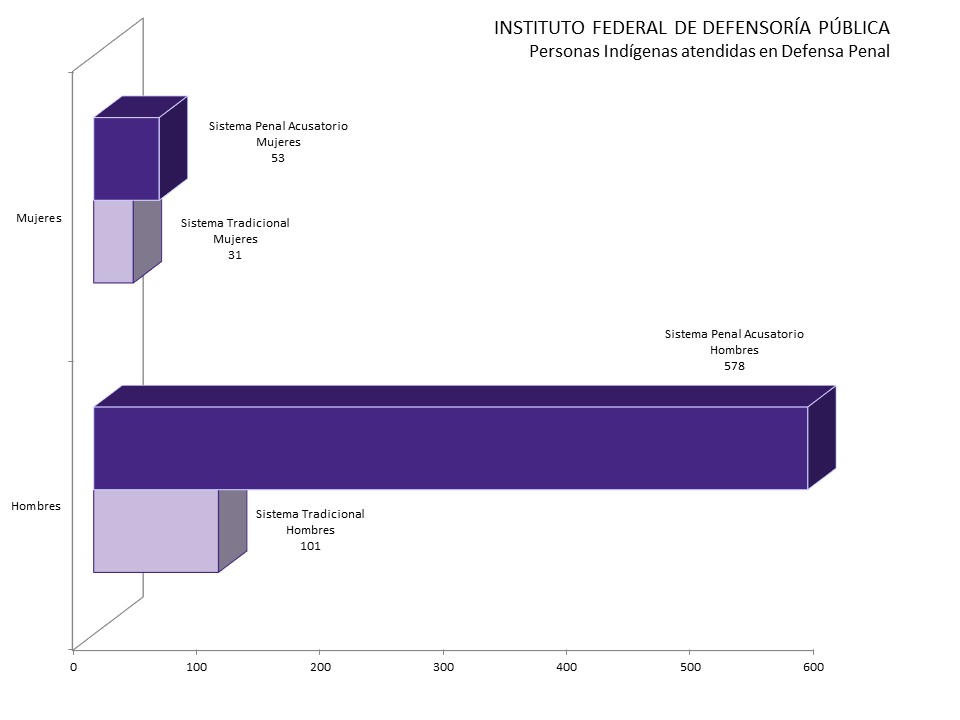 INSTITUTO FEDERAL DE DEFENSORÍA PÚBLICA
Personas Indígenas atendidas en Defensa Penal
Sistema Penal Acusatorio
Mujeres
53
Mujeres
Sistema Tradicional
Mujeres
31
Sistema Penal Acusatorio
Hombres
578
Hombres
Sistema Tradicional
Hombres
101
0 100 200 300 400 500 600